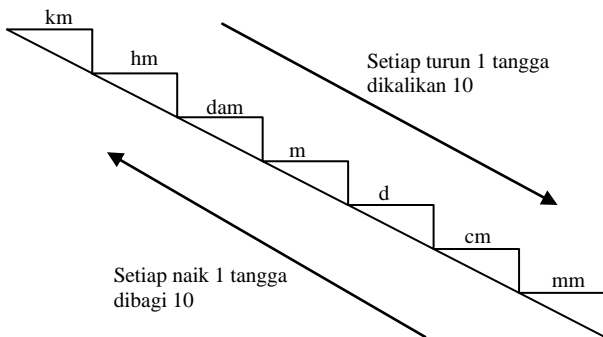 km
hm
dam
m
d
cm
mm
Setiap turun 1 tangga
dikalikan 10
Setiap naik 1 tangga
dibagi 10